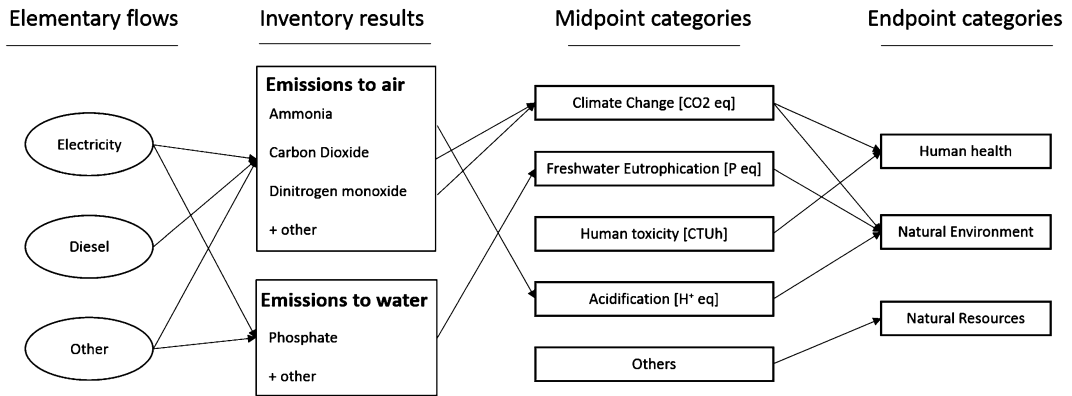 Elementary flows
Inventory results
Midpoint categories
Endpoint categories
Electricity
Diesel
Other
Emissions to air
Ammonia
Carbon Dioxide
Dinitrogen monoxide
+ other
Emissions to water
Phosphate
+ other
Climate Change [CO2 eq]
Freshwater Eutrophication [P eq]
Human toxicity [CTUh]
Acidification [H⁺ eq]
Others
Human health
Natural Environment
Natural Resources